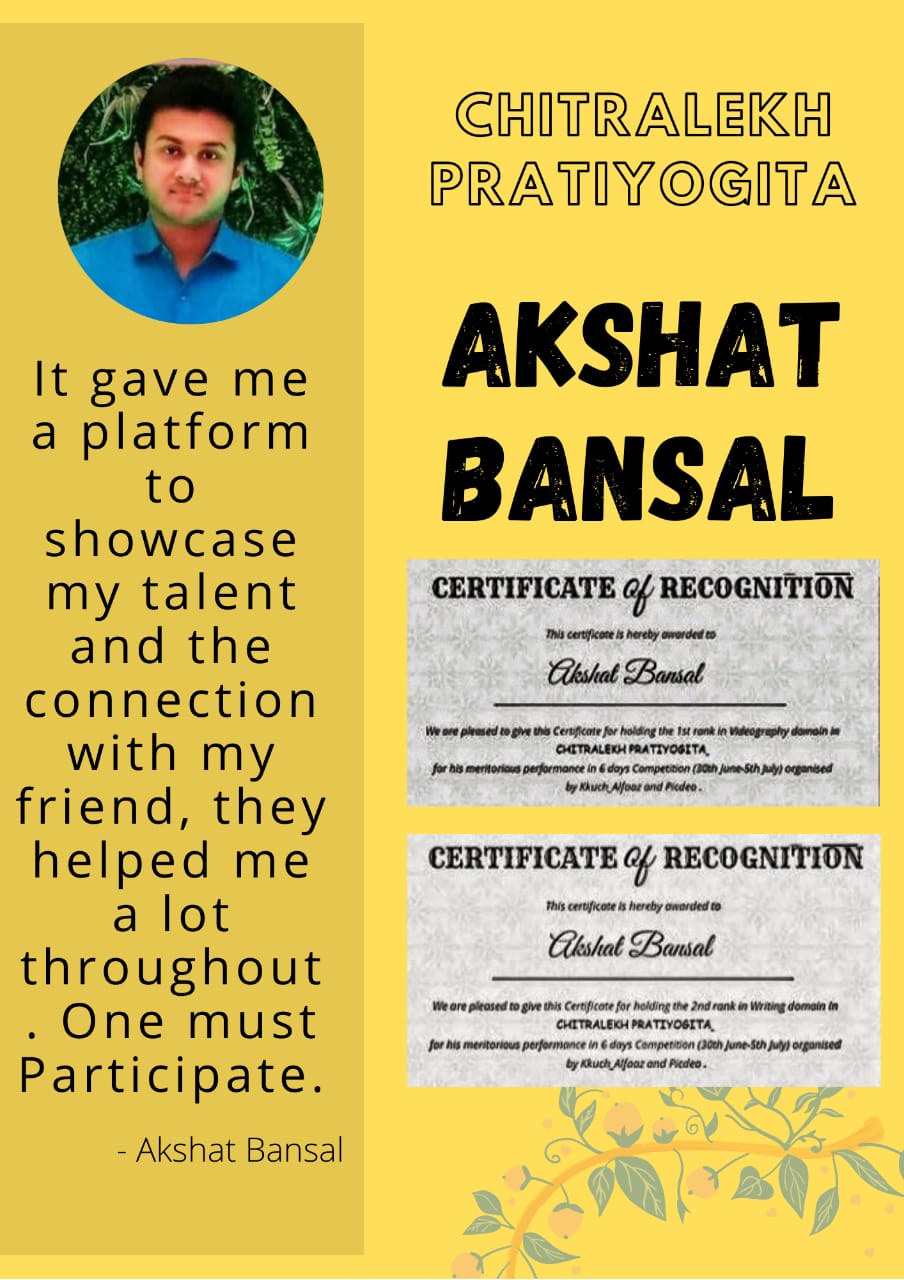 It gave me
a platform
to
showcase
my talent
and the
connection
with my
friend, they
helped me
a lot
throughout
. One must
Participate.
- Akshat Bansal
CHITRALEKH
PRATIYOGITA
AKSHAT
BANSAL
CERTIFICATE of RECOGNITION
This certificate is hereby awarded to
Akshat Bansal
We are pleased to give this Certificate for holding the 1st rank in Videography domain in
CHITRALEKH PRATIYOGITA,
for his meritorious performance in 6 days Competition (30th June-5th July) organised
by Kkuch_Alfaaz and Picdeo .
CERTIFICATE of RECOGNITION
This certificate is hereby awarded to
Akshat Bansal
We are pleased to give this Certificate for holding the 2nd rank in Writing domain in
CHITRALEKH PRATIYOGITA,
for his meritorious performance in 6 days Competition (30th June-5th July) organised
by Kkuch_Alfaaz and Picdeo .